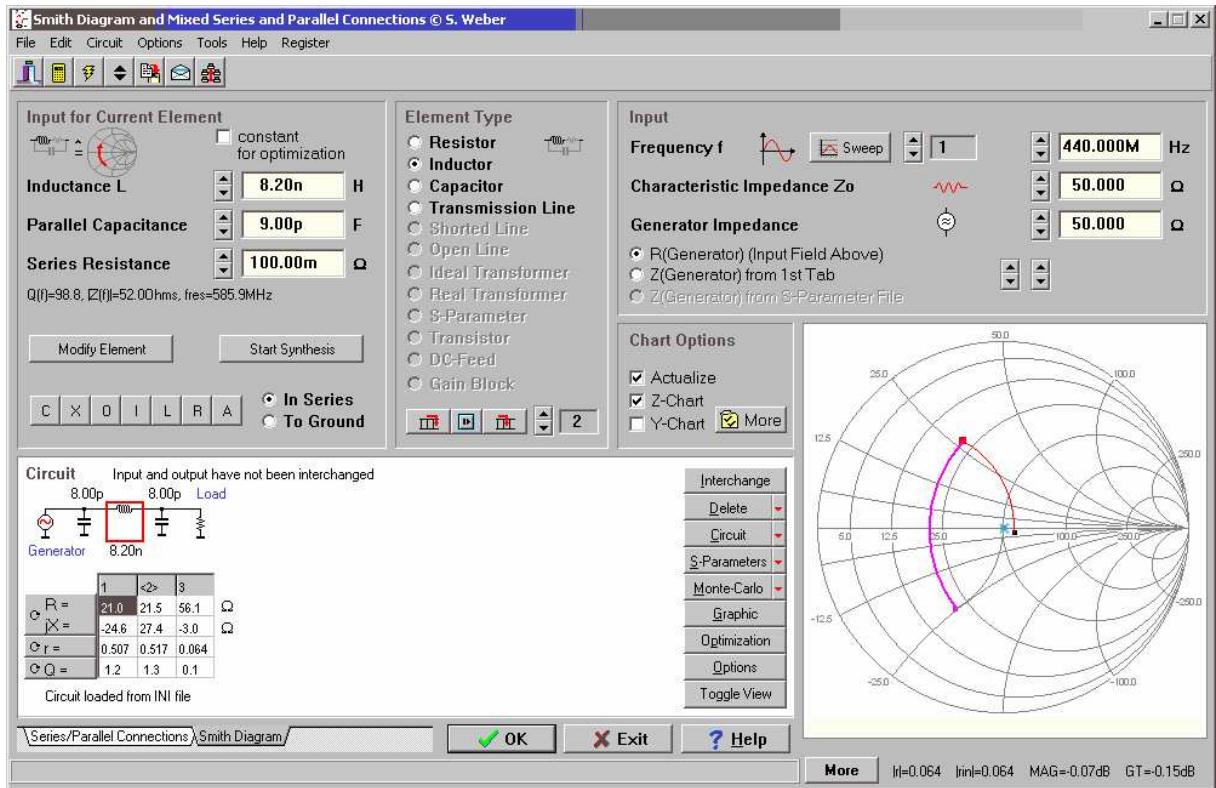 Smith Diagram and Mixed Series and Parallel Connections © S. Weber
File Edit Circuit Options Tools Help Register
Input for Current Element
constant
for optimization
Inductance L 8.20n H
Parallel Capacitance 9.00p F
Series Resistance 100.00m Ω
Q(f)=98.8, |Z(f)|=52.0Ohms, fres=585.9MHz
Modify Element Start Synthesis
C X O I L R A
In Series
To Ground
Element Type
Resistor
Inductor
Capacitor
Transmission Line
Shorted Line
Open Line
Ideal Transformer
Real Transformer
S-Parameter
Transistor
DC-Feed
Gain Block
2
Input
Frequency f Sweep 1 440.000M Hz
Characteristic Impedance Zo 50.000 Ω
Generator Impedance 50.000 Ω
R(Generator) (Input Field Above)
Z(Generator) from 1st Tab
Z(Generator) from S-Parameter File
Chart Options
Actualize
Z-Chart
Y-Chart More
50.0
25.0 100.0
12.5 250.0
5.0 12.5 25.0 100.0 250.0
-12.5 -250.0
-25.0 -100.0
Circuit Input and output have not been interchanged
8.00p 8.00p Load
Generator 8.20n
1 <2> 3
R = 21.0 21.5 56.1 Ω
jX = -24.6 27.4 -3.0 Ω
r = 0.507 0.517 0.064
Q = 1.2 1.3 0.1
Circuit loaded from INI file
Interchange
Delete
Circuit
S-Parameters
Monte-Carlo
Graphic
Optimization
Options
Toggle View
Series/Parallel Connections Smith Diagram
OK Exit Help
More |r|=0.064 |rin|=0.064 MAG=-0.07dB GT=-0.15dB